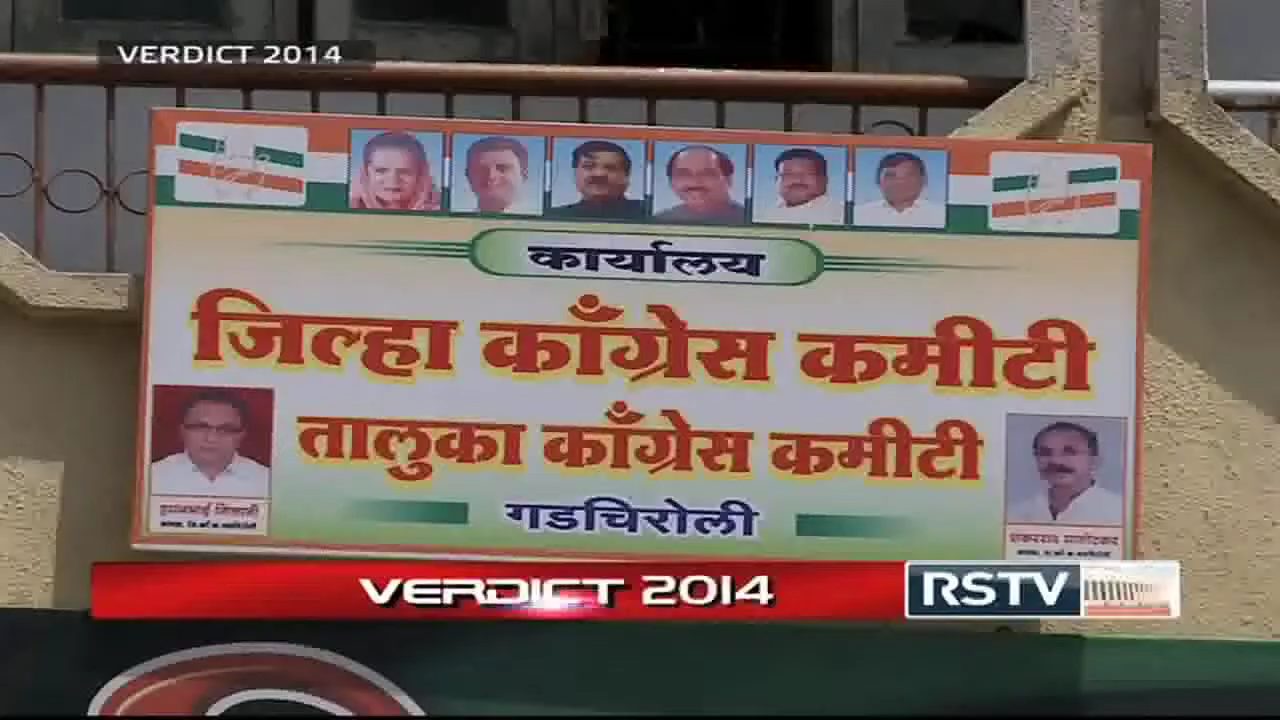 VERDICT 2014
कार्यालय
जिल्हा काँग्रेस कमीटी
तालुका काँग्रेस कमीटी
गडचिरोली
VERDICT 2014
RSTV